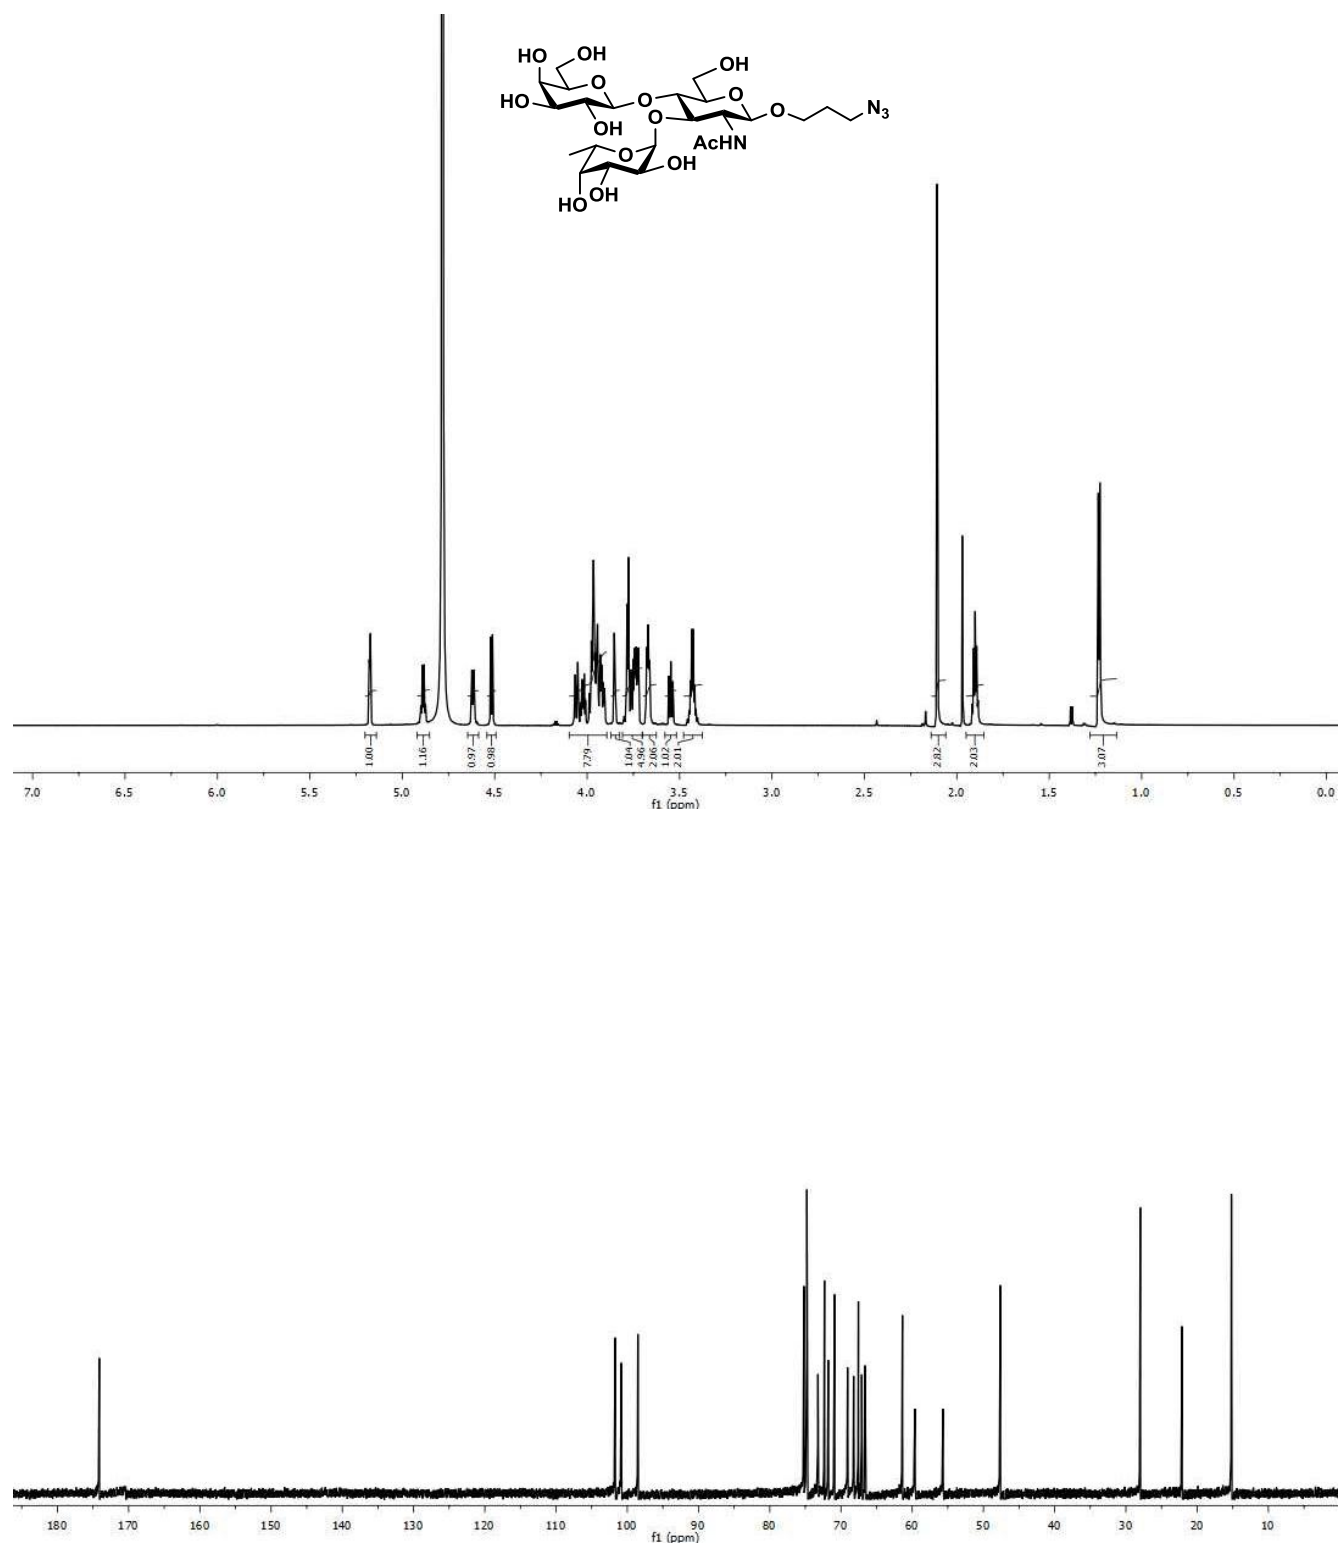 HO OH
OH
HO O O O O N3
OH O AcHN
O OH
OH
HO
1.00 1.16 0.97 0.98 7.79 1.04 4.96 2.06 1.02 2.01 2.82 2.03 3.07
7.0 6.5 6.0 5.5 5.0 4.5 4.0 3.5 3.0 2.5 2.0 1.5 1.0 0.5 0.0
f1 (ppm)
180 170 160 150 140 130 120 110 100 90 80 70 60 50 40 30 20 10
f1 (ppm)